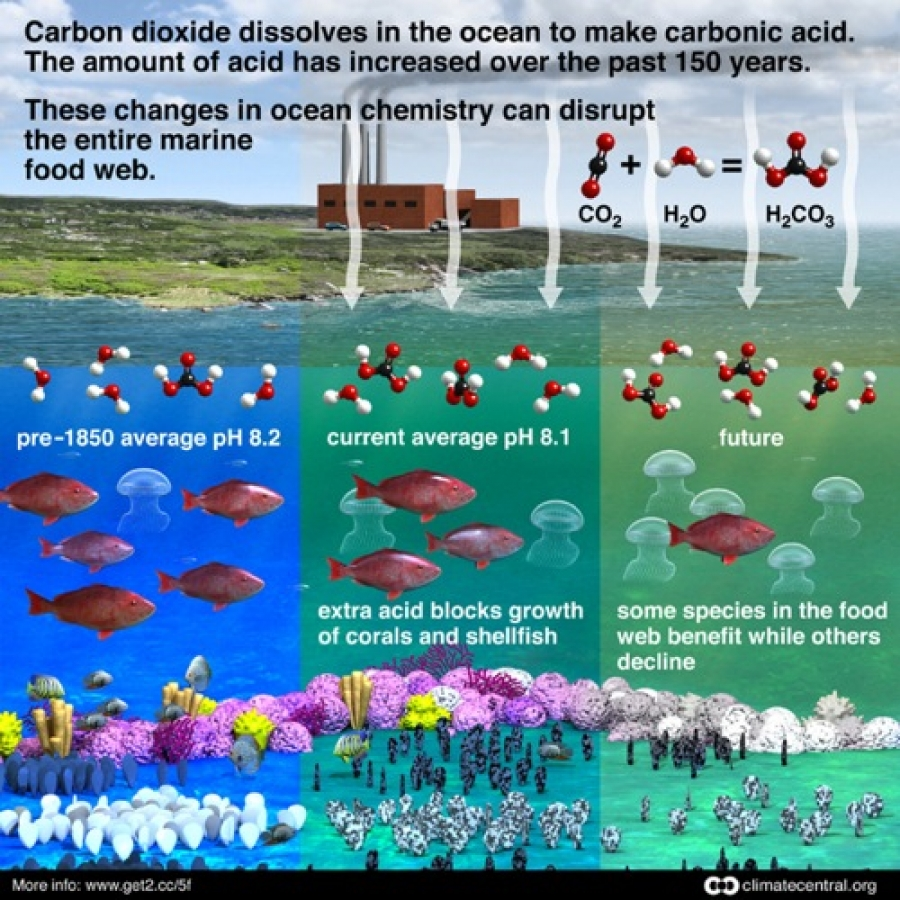 Carbon dioxide dissolves in the ocean to make carbonic acid.
The amount of acid has increased over the past 150 years.
These changes in ocean chemistry can disrupt
the entire marine
food web.
+ =
CO₂ H₂O H₂CO₃
pre-1850 average pH 8.2
current average pH 8.1
future
extra acid blocks growth
of corals and shellfish
some species in the food
web benefit while others
decline
More info: www.get2.cc/5f
climatecentral.org